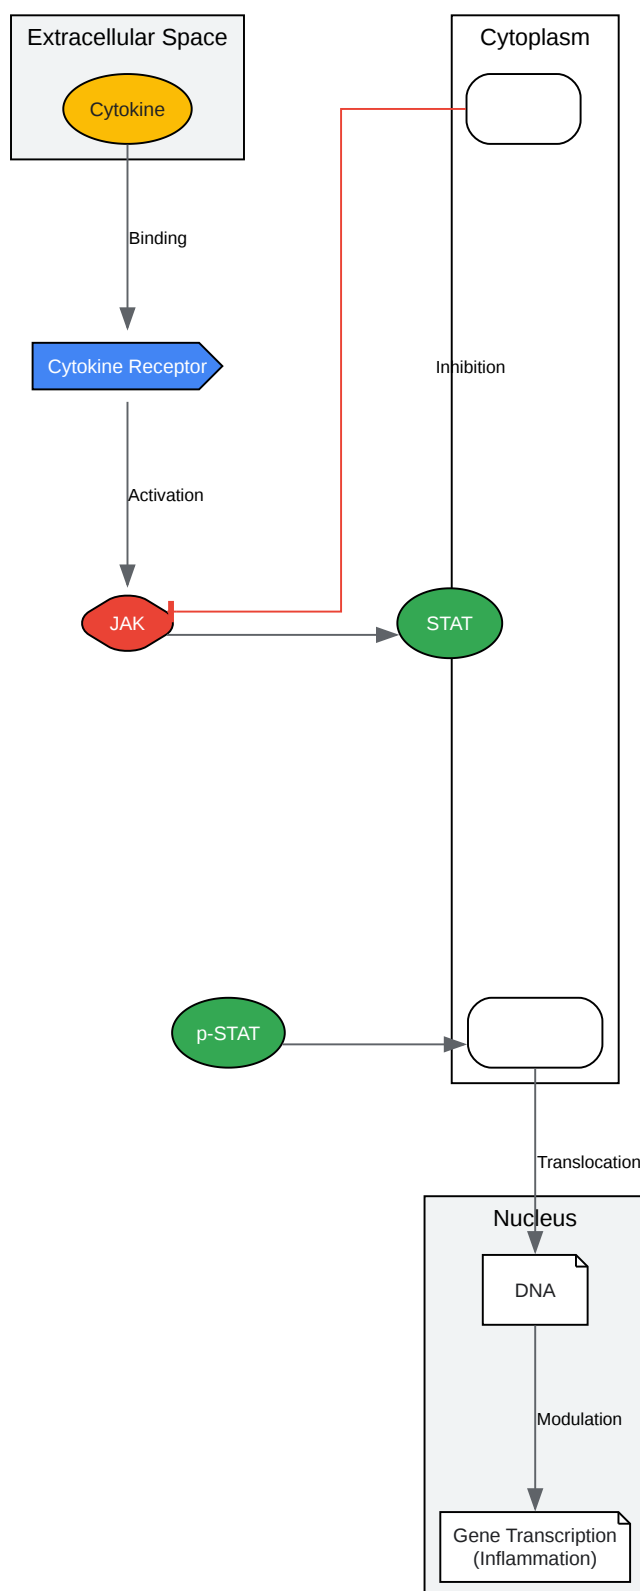 Extracellular Space
Cytoplasm
Cytokine
Binding
Cytokine Receptor
Inhibition
Activation
JAK
STAT
p-STAT
Translocation
Nucleus
DNA
Modulation
Gene Transcription
(Inflammation)